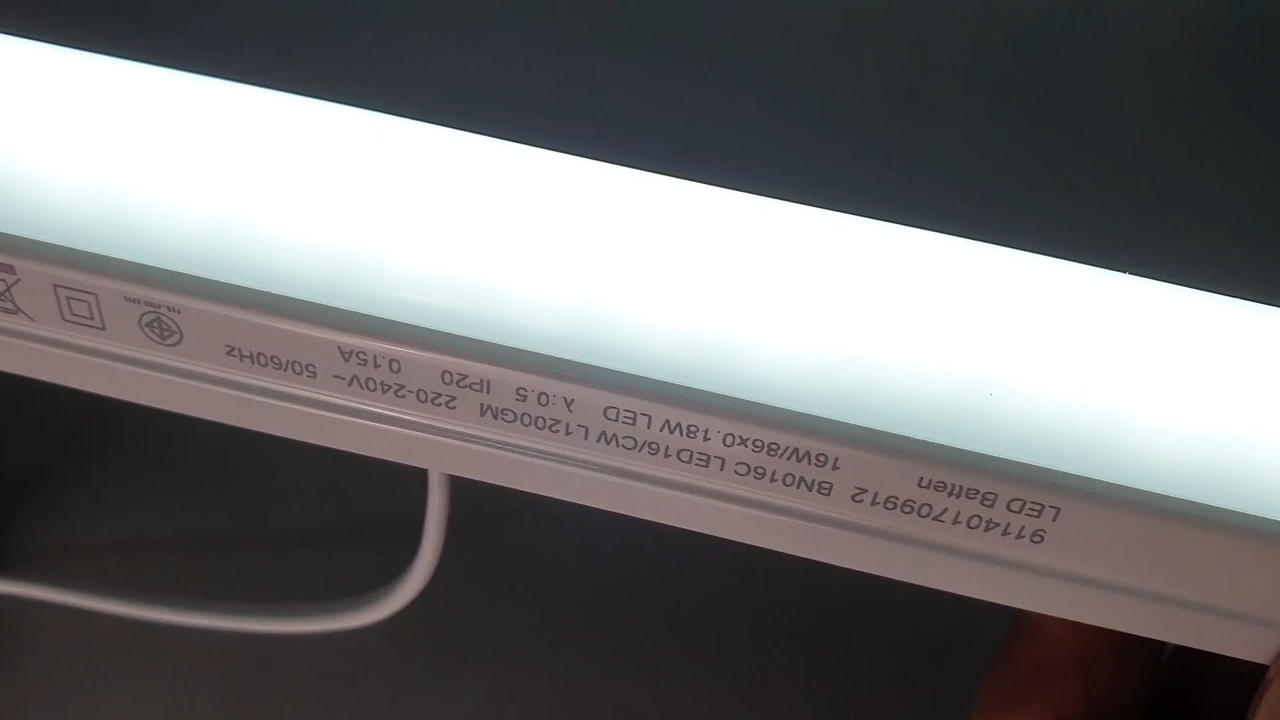 911401709912 BN016C LED16/CW L1200GM 220-240V~ 50/60Hz
LED Batten 16W/86x0.18W LED λ:0.5 IP20 0.15A